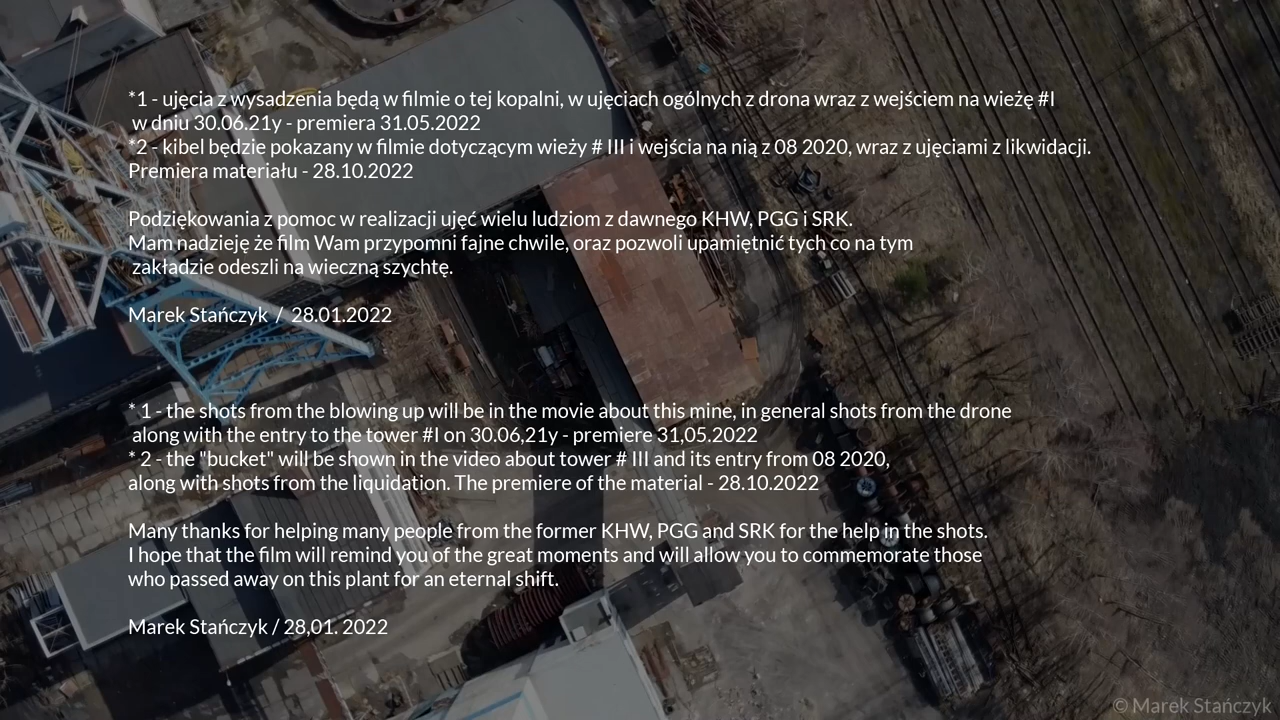 *1 - ujęcia z wysadzenia będą w filmie o tej kopalni, w ujęciach ogólnych z drona wraz z wejściem na wieżę #I
w dniu 30.06.21y - premiera 31.05.2022
*2 - kibel będzie pokazany w filmie dotyczącym wieży # III i wejścia na nią z 08 2020, wraz z ujęciami z likwidacji.
Premiera materiału - 28.10.2022
Podziękowania z pomoc w realizacji ujęć wielu ludziom z dawnego KHW, PGG i SRK.
Mam nadzieję że film Wam przypomni fajne chwile, oraz pozwoli upamiętnić tych co na tym
zakładzie odeszli na wieczną szychtę.
Marek Stańczyk / 28.01.2022
* 1 - the shots from the blowing up will be in the movie about this mine, in general shots from the drone
along with the entry to the tower #I on 30.06,21y - premiere 31,05.2022
* 2 - the "bucket" will be shown in the video about tower # III and its entry from 08 2020,
along with shots from the liquidation. The premiere of the material - 28.10.2022
Many thanks for helping many people from the former KHW, PGG and SRK for the help in the shots.
I hope that the film will remind you of the great moments and will allow you to commemorate those
who passed away on this plant for an eternal shift.
Marek Stańczyk / 28,01. 2022
© Marek Stańczyk